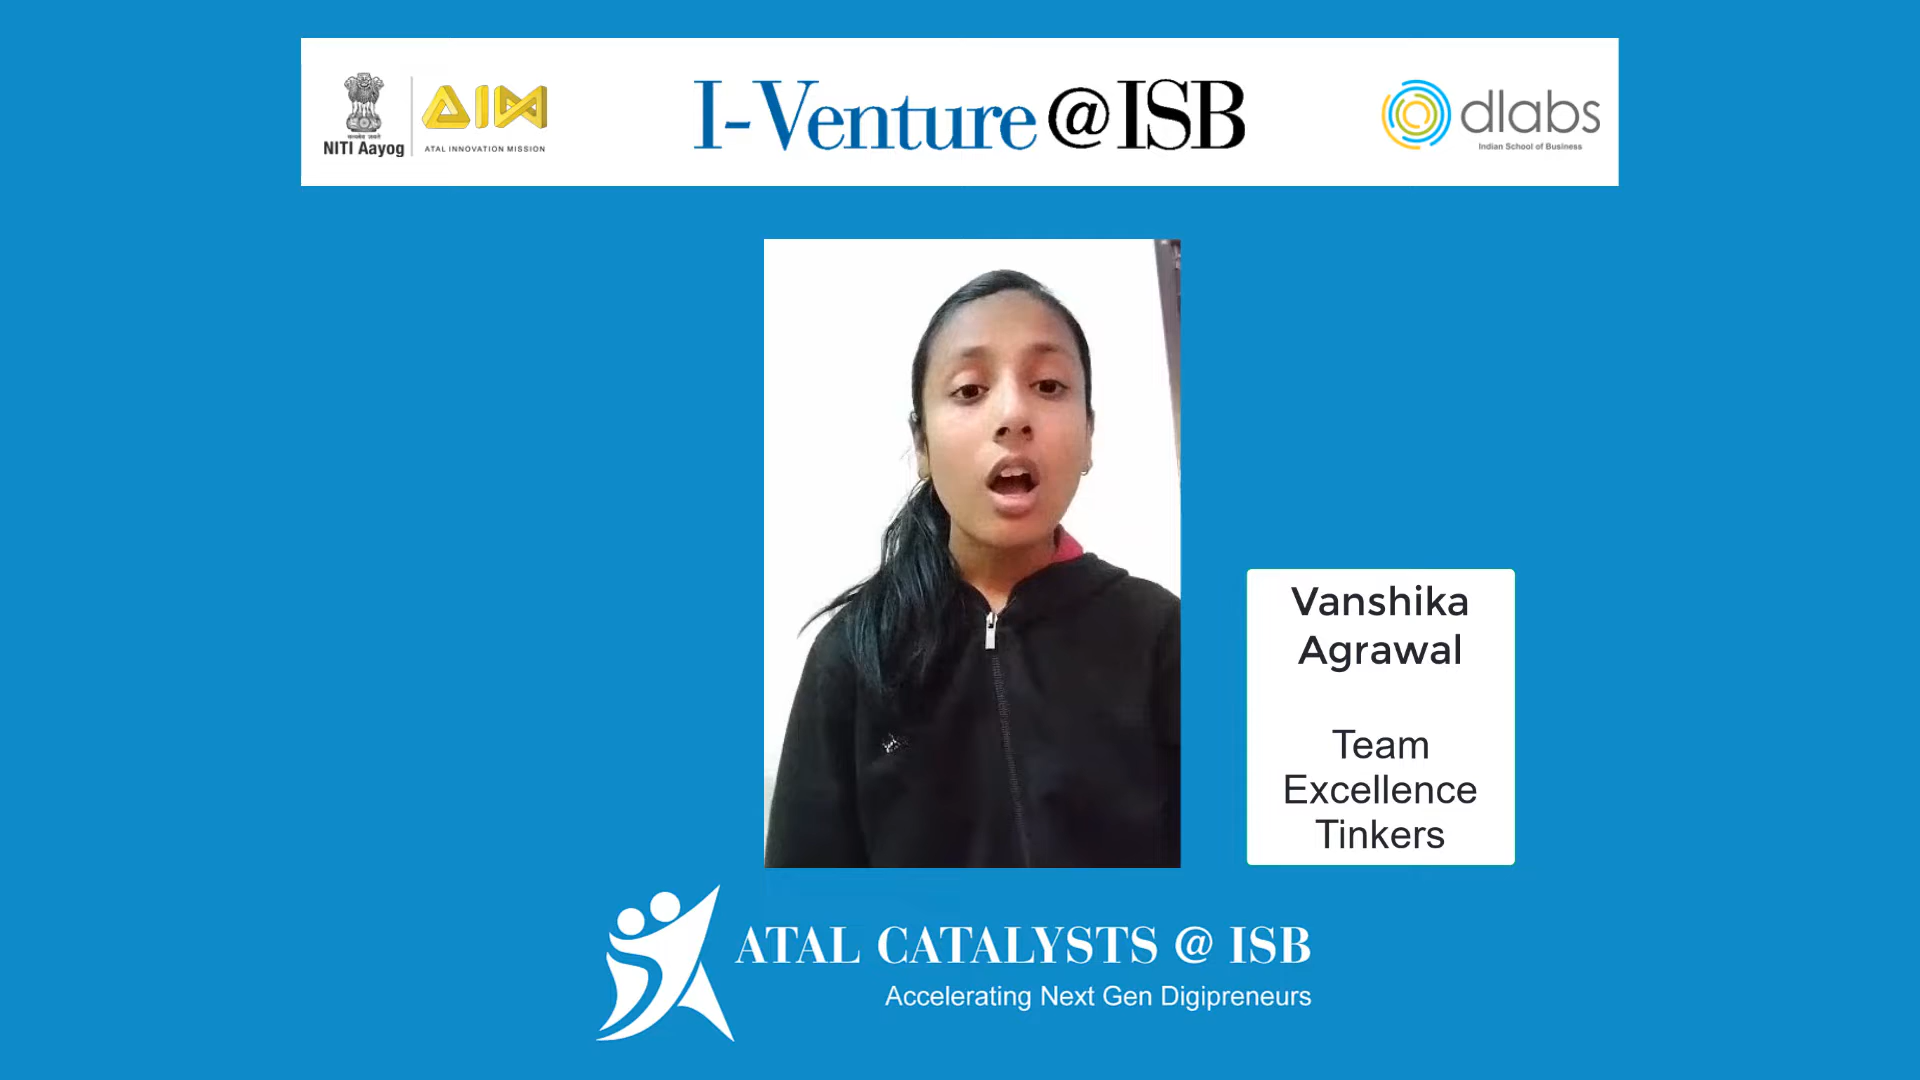 NITI Aayog
AIM
ATAL INNOVATION MISSION
I-Venture @ ISB
dlabs
Indian School of Business
Vanshika
Agrawal
Team
Excellence
Tinkers
ATAL CATALYSTS @ ISB
Accelerating Next Gen Digipreneurs